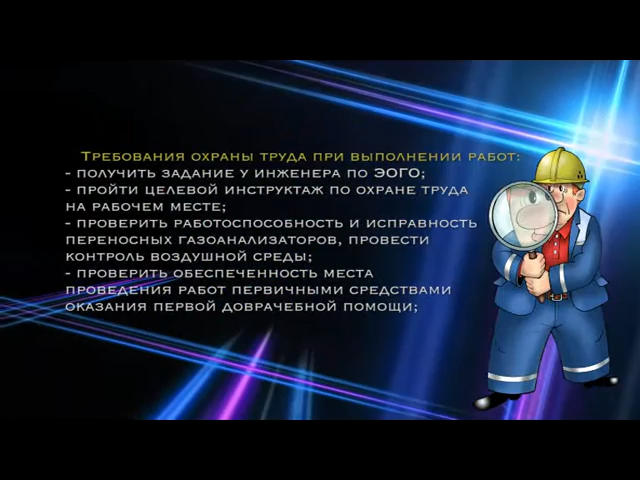 Требования охраны труда при выполнении работ:
- получить задание у инженера по ЭОГО;
- пройти целевой инструктаж по охране труда
на рабочем месте;
- проверить работоспособность и исправность
переносных газоанализаторов, провести
контроль воздушной среды;
- проверить обеспеченность места
проведения работ первичными средствами
оказания первой доврачебной помощи;